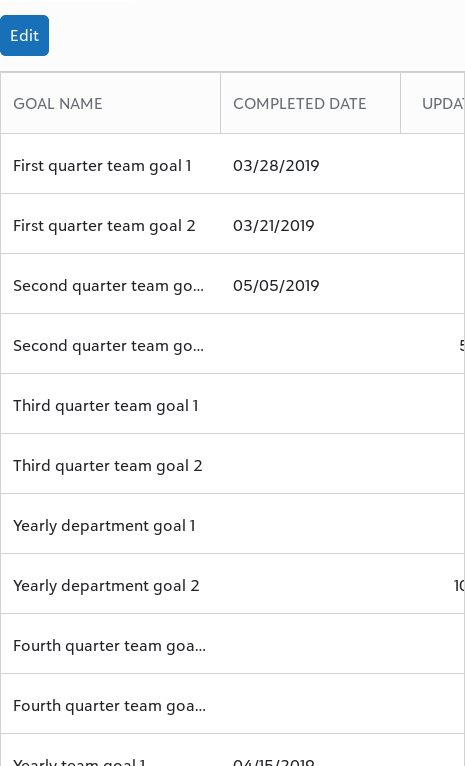 Edit
GOAL NAME COMPLETED DATE
First quarter team goal 1 03/28/2019
First quarter team goal 2 03/21/2019
Second quarter team go... 05/05/2019
Second quarter team go...
Third quarter team goal 1
Third quarter team goal 2
Yearly department goal 1
Yearly department goal 2 10
Fourth quarter team goa...
Fourth quarter team goa...
Yearly team goal 1 04/15/2019